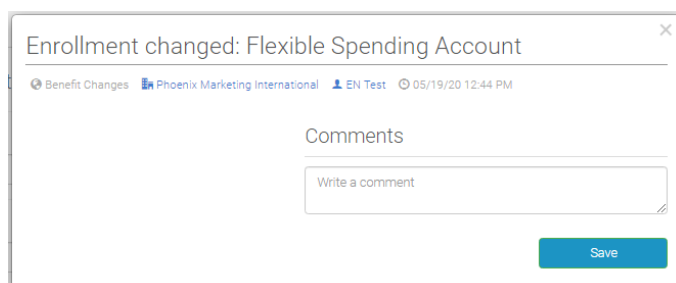 Enrollment changed: Flexible Spending Account
Benefit Changes Phoenix Marketing International EN Test 05/19/20 12:44 PM
Comments
Write a comment
Save